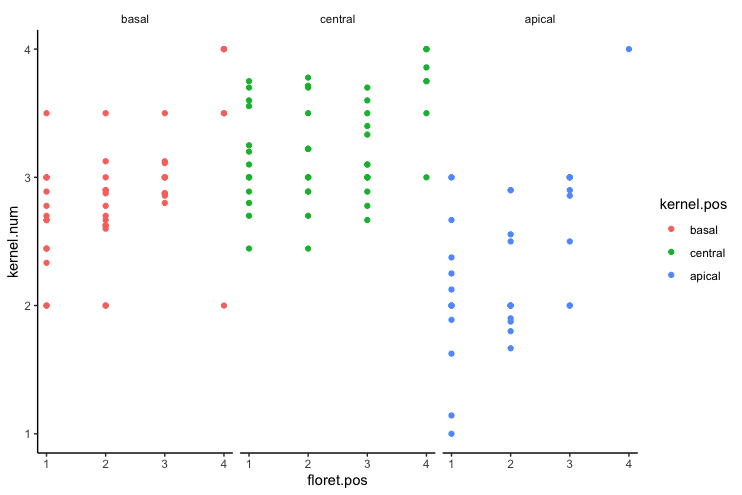 basal central apical
4
3
2
1
kernel.num
1 2 3 4 1 2 3 4 1 2 3 4
floret.pos
kernel.pos
basal
central
apical